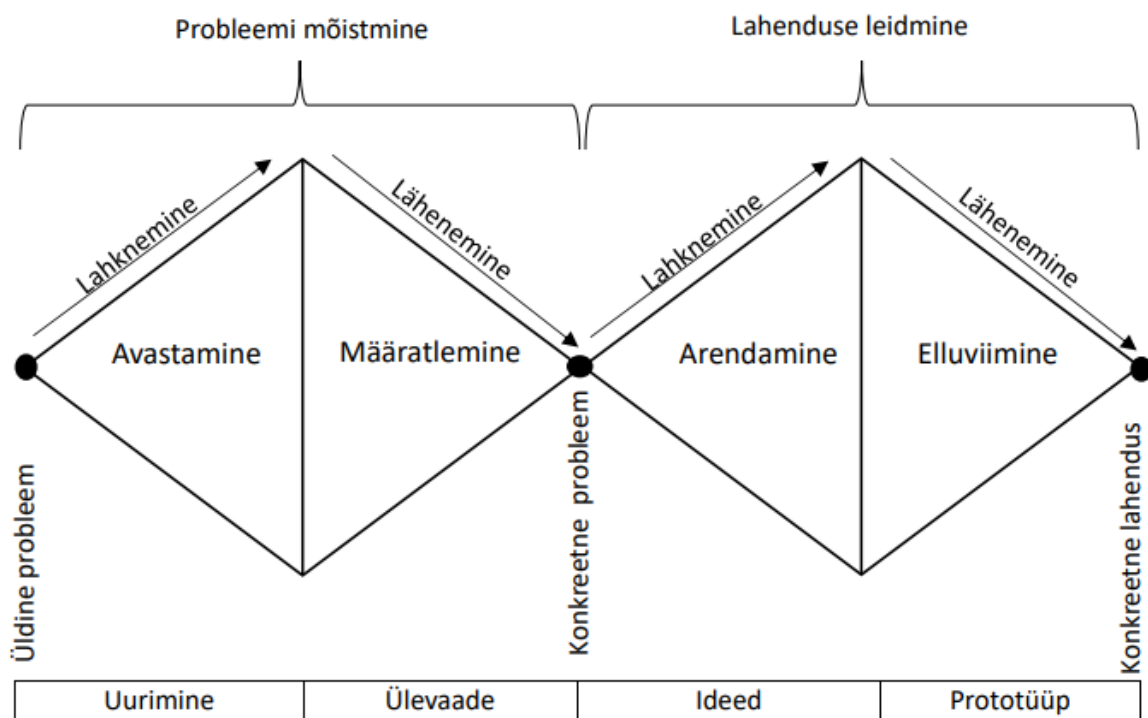 Probleemi mõistmine
Lahenduse leidmine
Lahknemine
Lähenemine
Lahknemine
Lähenemine
Avastamine
Määratlemine
Arendamine
Elluviimine
Üldine probleem
Konkreetne probleem
Konkreetne lahendus
Uurimine
Ülevaade
Ideed
Prototüüp